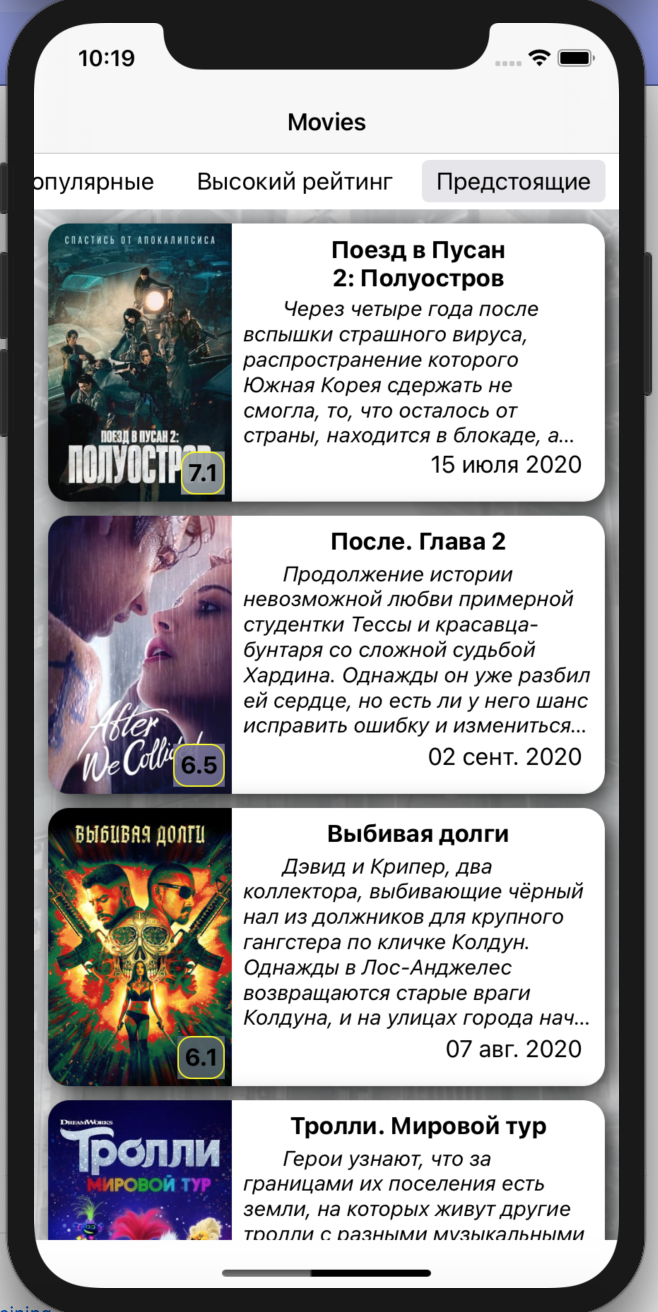 10:19
Movies
опулярные Высокий рейтинг Предстоящие
СПАСТИСЬ ОТ АПОКАЛИПСИСА
ПОЕЗД В ПУСАН 2:
ПОЛУОСТРОВ
7.1
Поезд в Пусан
2: Полуостров
Через четыре года после
вспышки страшного вируса,
распространение которого
Южная Корея сдержать не
смогла, то, что осталось от
страны, находится в блокаде, а...
15 июля 2020
After
We Collided
6.5
После. Глава 2
Продолжение истории
невозможной любви примерной
студентки Тессы и красавца-
бунтаря со сложной судьбой
Хардина. Однажды он уже разбил
ей сердце, но есть ли у него шанс
исправить ошибку и измениться...
02 сент. 2020
ВЫБИВАЯ ДОЛГИ
6.1
Выбивая долги
Дэвид и Крипер, два
коллектора, выбивающие чёрный
нал из должников для крупного
гангстера по кличке Колдун.
Однажды в Лос-Анджелес
возвращаются старые враги
Колдуна, и на улицах города нач...
07 авг. 2020
DREAMWORKS
Тролли
МИРОВОЙ ТУР
Тролли. Мировой тур
Герои узнают, что за
границами их поселения есть
земли, на которых живут другие
тролли с разными музыкальными